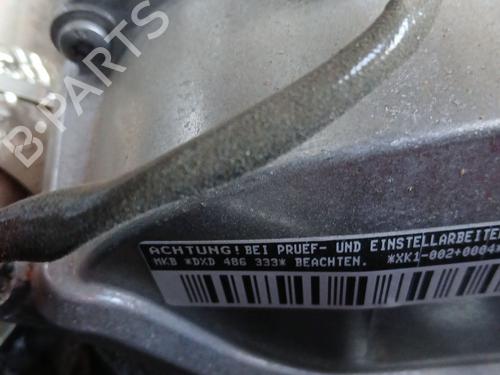 B-PARTS
ACHTUNG! BEI PRUEF- UND EINSTELLARBEITEN
MKB *DXD 486 333* BEACHTEN. *XK1-002+0004